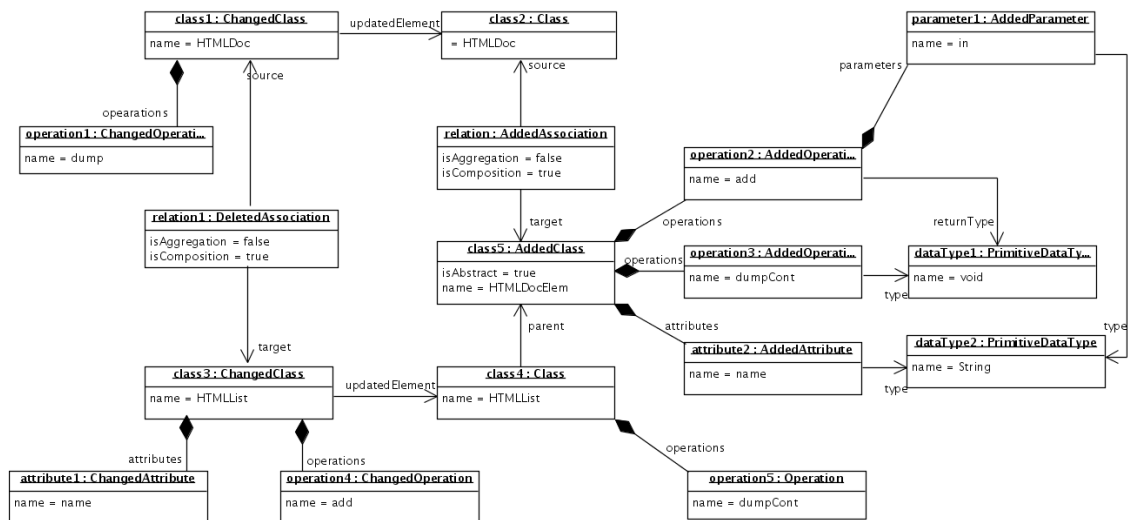 class1 : ChangedClass
name = HTMLDoc
updatedElement
class2 : Class
= HTMLDoc
parameter1 : AddedParameter
name = in
source
source
parameters
opearations
operation1 : ChangedOperati...
name = dump
relation : AddedAssociation
isAggregation = false
isComposition = true
operation2 : AddedOperati...
name = add
relation1 : DeletedAssociation
isAggregation = false
isComposition = true
target
operations
returnType
class5 : AddedClass
isAbstract = true
name = HTMLDocElem
operations
operation3 : AddedOperati...
name = dumpCont
type
dataType1 : PrimitiveDataTy...
name = void
parent
attributes
type
target
attribute2 : AddedAttribute
name = name
type
dataType2 : PrimitiveDataType
name = String
class3 : ChangedClass
name = HTMLList
updatedElement
class4 : Class
name = HTMLList
attributes
operations
operations
attribute1 : ChangedAttribute
name = name
operation4 : ChangedOperation
name = add
operation5 : Operation
name = dumpCont